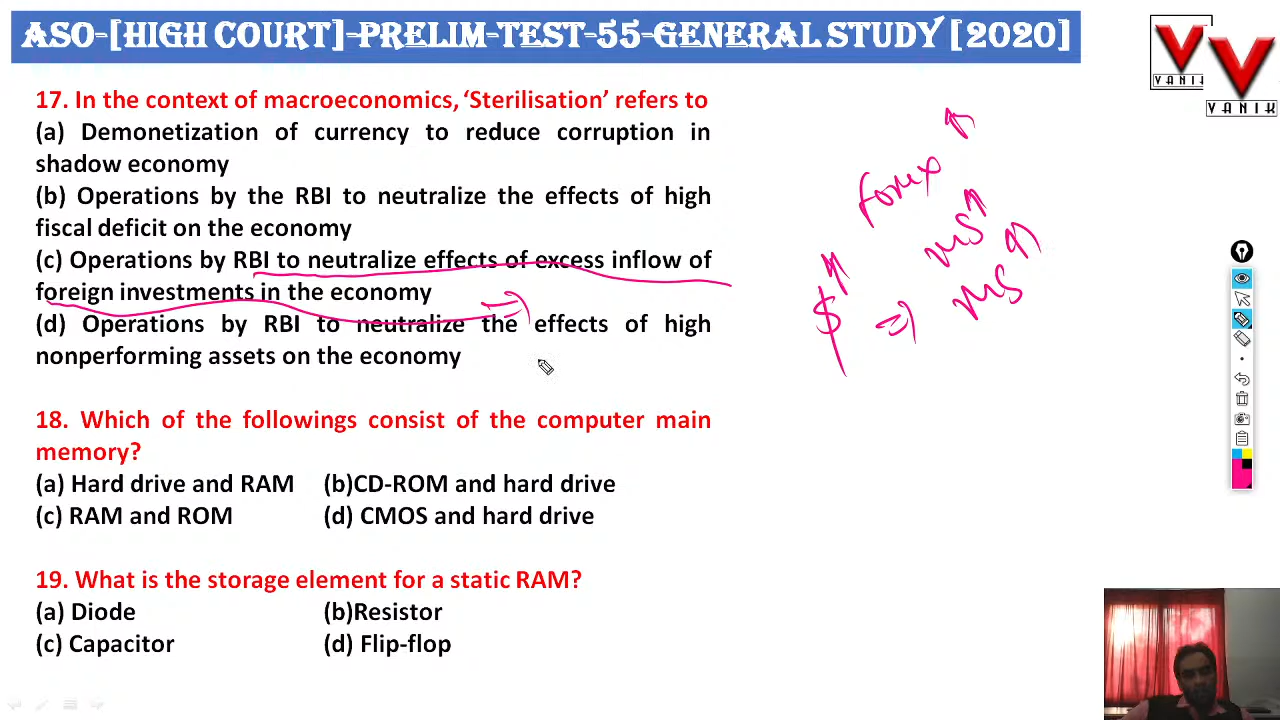 ASO-[HIGH COURT]-PRELIM-TEST-55-GENERAL STUDY [2020]
VANIK
VANIK
17. In the context of macroeconomics, ‘Sterilisation’ refers to
(a) Demonetization of currency to reduce corruption in
shadow economy
(b) Operations by the RBI to neutralize the effects of high
fiscal deficit on the economy
(c) Operations by RBI to neutralize effects of excess inflow of
foreign investments in the economy
(d) Operations by RBI to neutralize the effects of high
nonperforming assets on the economy
forex ↑
MS ↑
$ ↑ ⇒ MS ↑
18. Which of the followings consist of the computer main
memory?
(a) Hard drive and RAM (b)CD-ROM and hard drive
(c) RAM and ROM (d) CMOS and hard drive
19. What is the storage element for a static RAM?
(a) Diode (b)Resistor
(c) Capacitor (d) Flip-flop